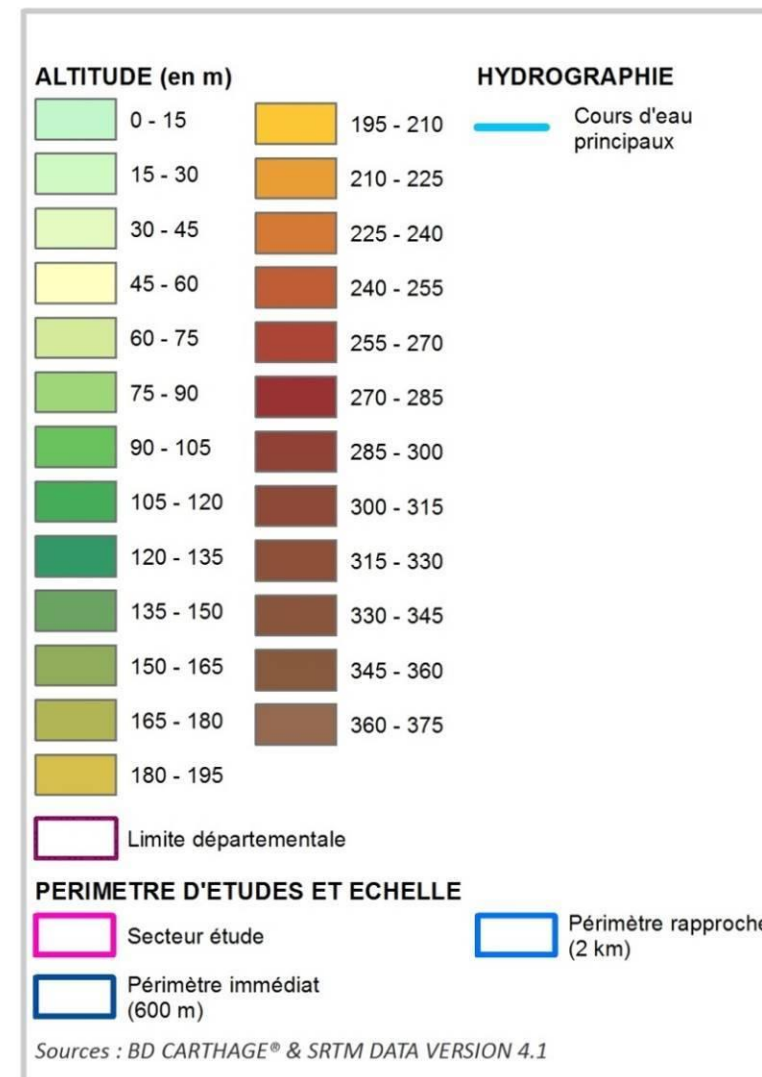 ALTITUDE (en m)
0 - 15
15 - 30
30 - 45
45 - 60
60 - 75
75 - 90
90 - 105
105 - 120
120 - 135
135 - 150
150 - 165
165 - 180
180 - 195
195 - 210
210 - 225
225 - 240
240 - 255
255 - 270
270 - 285
285 - 300
300 - 315
315 - 330
330 - 345
345 - 360
360 - 375
HYDROGRAPHIE
Cours d'eau
principaux
Limite départementale
PERIMETRE D'ETUDES ET ECHELLE
Secteur étude
Périmètre immédiat
(600 m)
Périmètre rapproché
(2 km)
Sources : BD CARTHAGE® & SRTM DATA VERSION 4.1